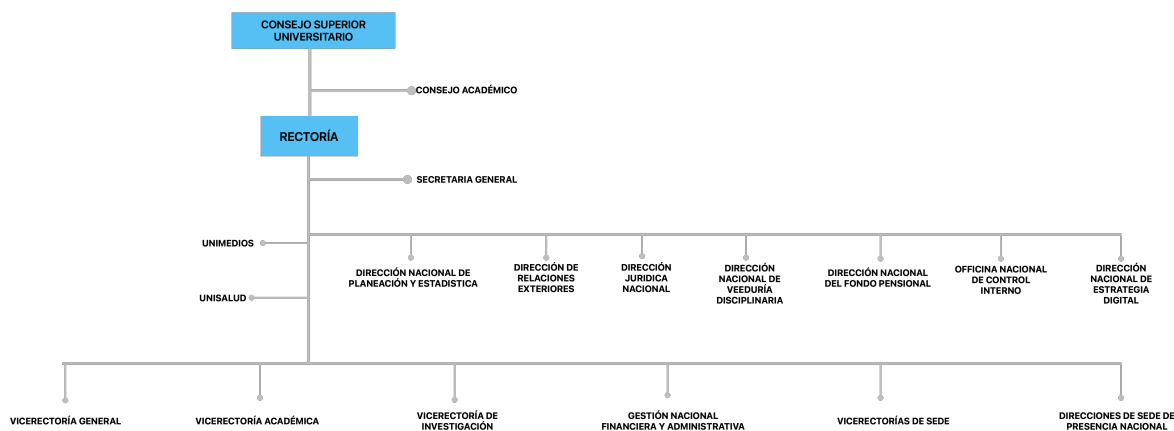 CONSEJO SUPERIOR
UNIVERSITARIO
CONSEJO ACADÉMICO
RECTORÍA
SECRETARIA GENERAL
UNIMEDIOS
DIRECCIÓN NACIONAL DE
PLANEACIÓN Y ESTADISTICA
DIRECCIÓN DE
RELACIONES
EXTERIORES
DIRECCIÓN
JURIDICA
NACIONAL
DIRECCIÓN
NACIONAL DE
VEEDURÍA
DISCIPLINARIA
DIRECCIÓN NACIONAL
DEL FONDO PENSIONAL
OFFICINA NACIONAL
DE CONTROL
INTERNO
DIRECCIÓN
NACIONAL DE
ESTRATEGIA
DIGITAL
UNISALUD
VICERECTORÍA GENERAL
VICERECTORÍA ACADÉMICA
VICERECTORÍA DE
INVESTIGACIÓN
GESTIÓN NACIONAL
FINANCIERA Y ADMINISTRATIVA
VICERECTORÍAS DE SEDE
DIRECCIONES DE SEDE DE
PRESENCIA NACIONAL